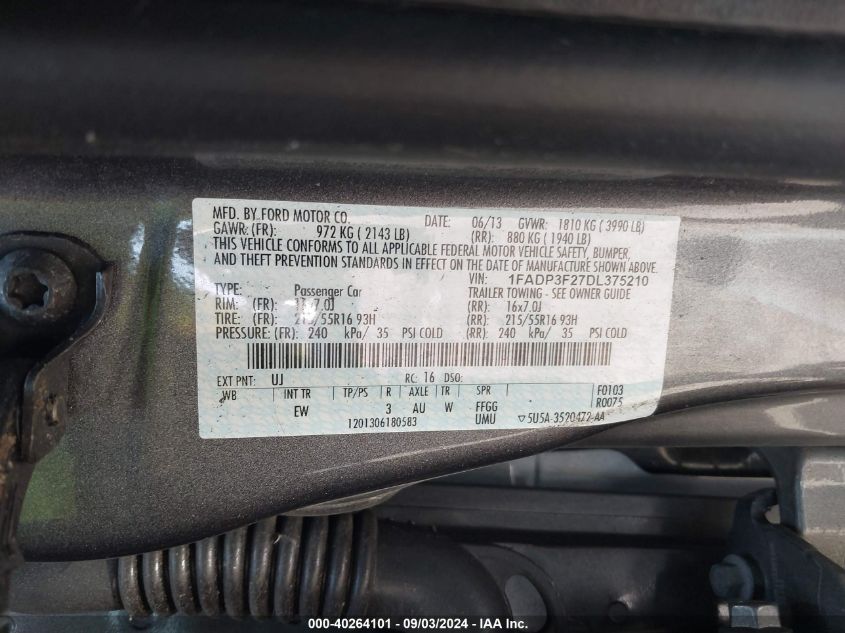 MFD. BY FORD MOTOR CO. DATE: 06/13 GVWR: 1810 KG ( 3990 LB)
GAWR: (FR): 972 KG ( 2143 LB) (RR): 880 KG ( 1940 LB)
THIS VEHICLE CONFORMS TO ALL APPLICABLE FEDERAL MOTOR VEHICLE SAFETY, BUMPER,
AND THEFT PREVENTION STANDARDS IN EFFECT ON THE DATE OF MANUFACTURE SHOWN ABOVE.
VIN: 1FADP3F27DL375210
TYPE: Passenger Car TRAILER TOWING - SEE OWNER GUIDE
RIM: (FR): (RR): 16x7.0J
TIRE: (FR): 215/55R16 93H (RR): 215/55R16 93H
PRESSURE: (FR): 240 kPa/ 35 PSI COLD (RR): 240 kPa/ 35 PSI COLD
EXT PNT: UJ RC: 16 DSO:
WB INT TR TP/PS R AXLE TR SPR F0103
EW 3 AU W FFGG R0075
1201306180583 UMU ▽5U5A-3520472-AA
000-40264101 - 09/03/2024 - IAA Inc.